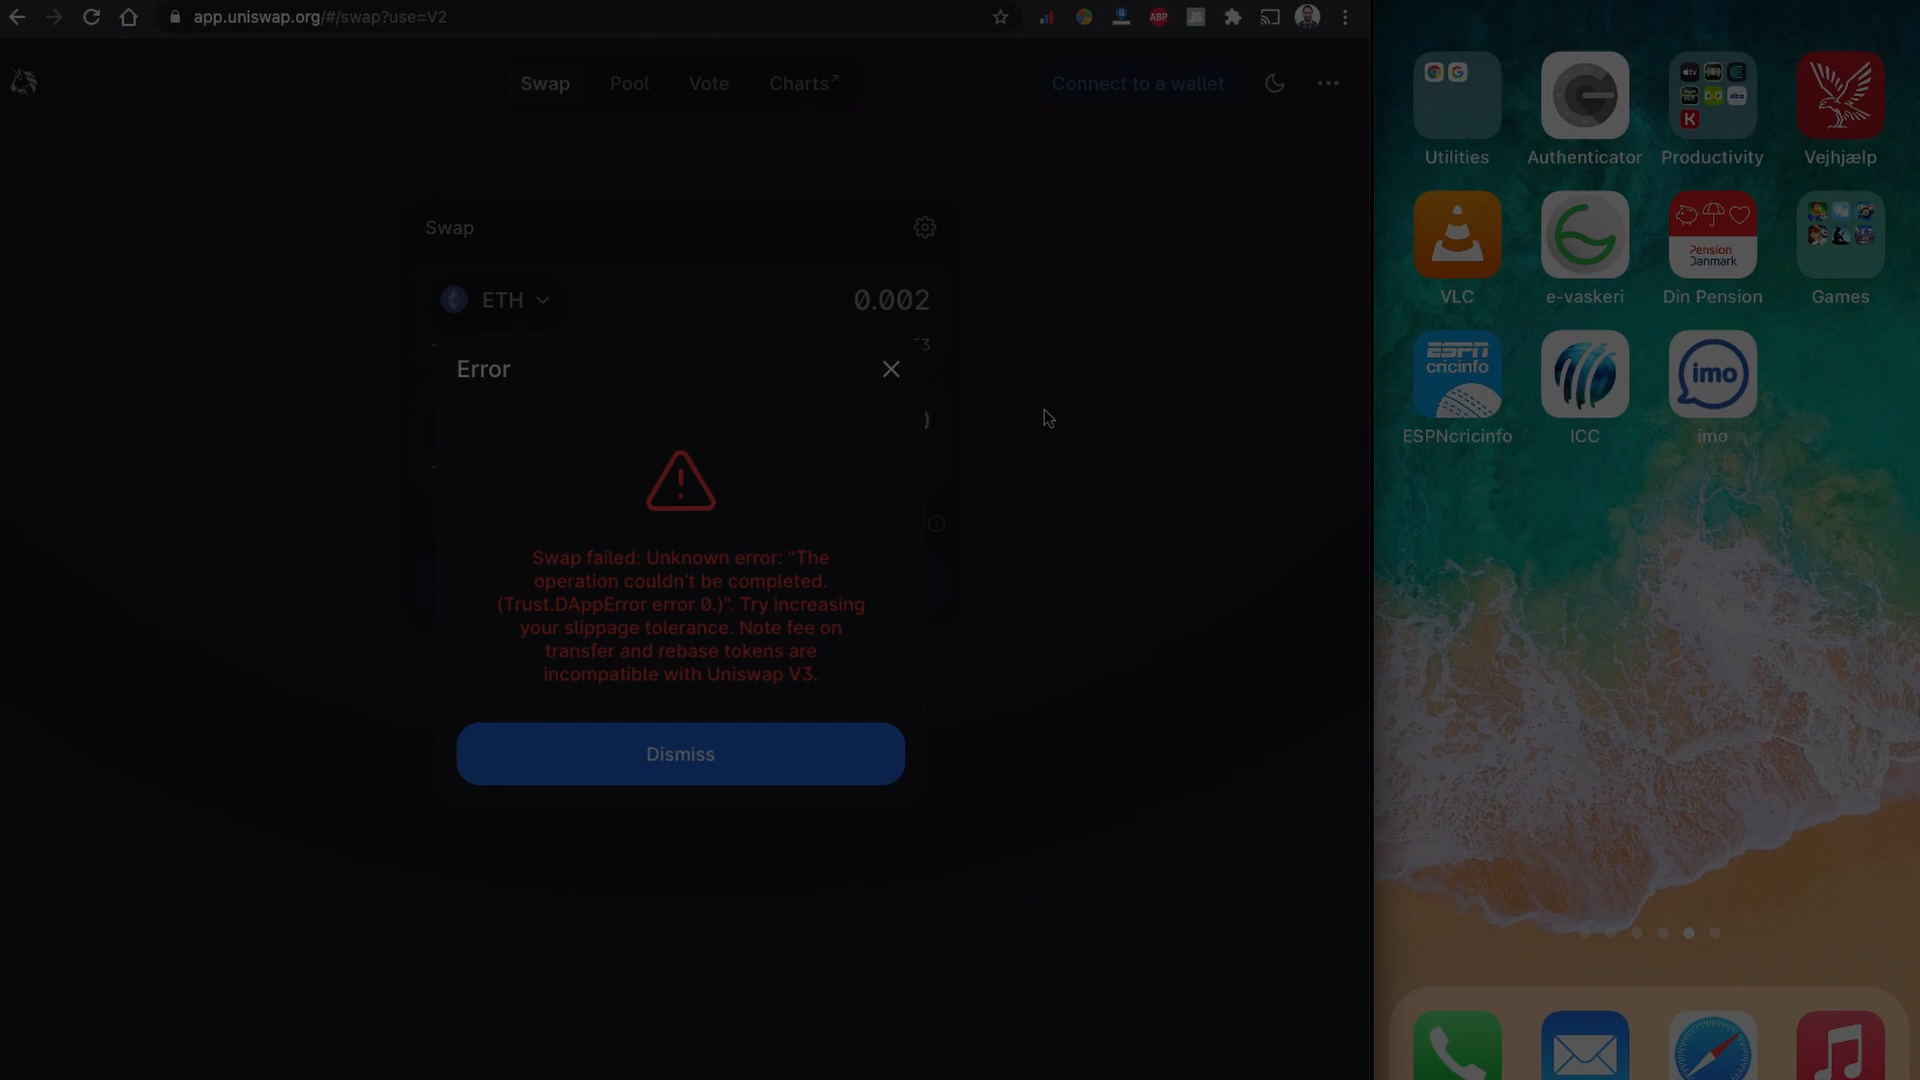 app.uniswap.org/#/swap?use=V2
ABP
JS
Swap
Pool
Vote
Charts↗
Connect to a wallet
Swap
ETH
0.002
Error
Swap failed: Unknown error: "The
operation couldn't be completed.
(Trust.DAppError error 0.)". Try increasing
your slippage tolerance. Note fee on
transfer and rebase tokens are
incompatible with Uniswap V3.
Dismiss
Utilities
Authenticator
Productivity
Vejhjælp
VLC
e-vaskeri
Pension
Danmark
Din Pension
Games
ESPN
cricinfo
imo
ESPNcricinfo
ICC
imo